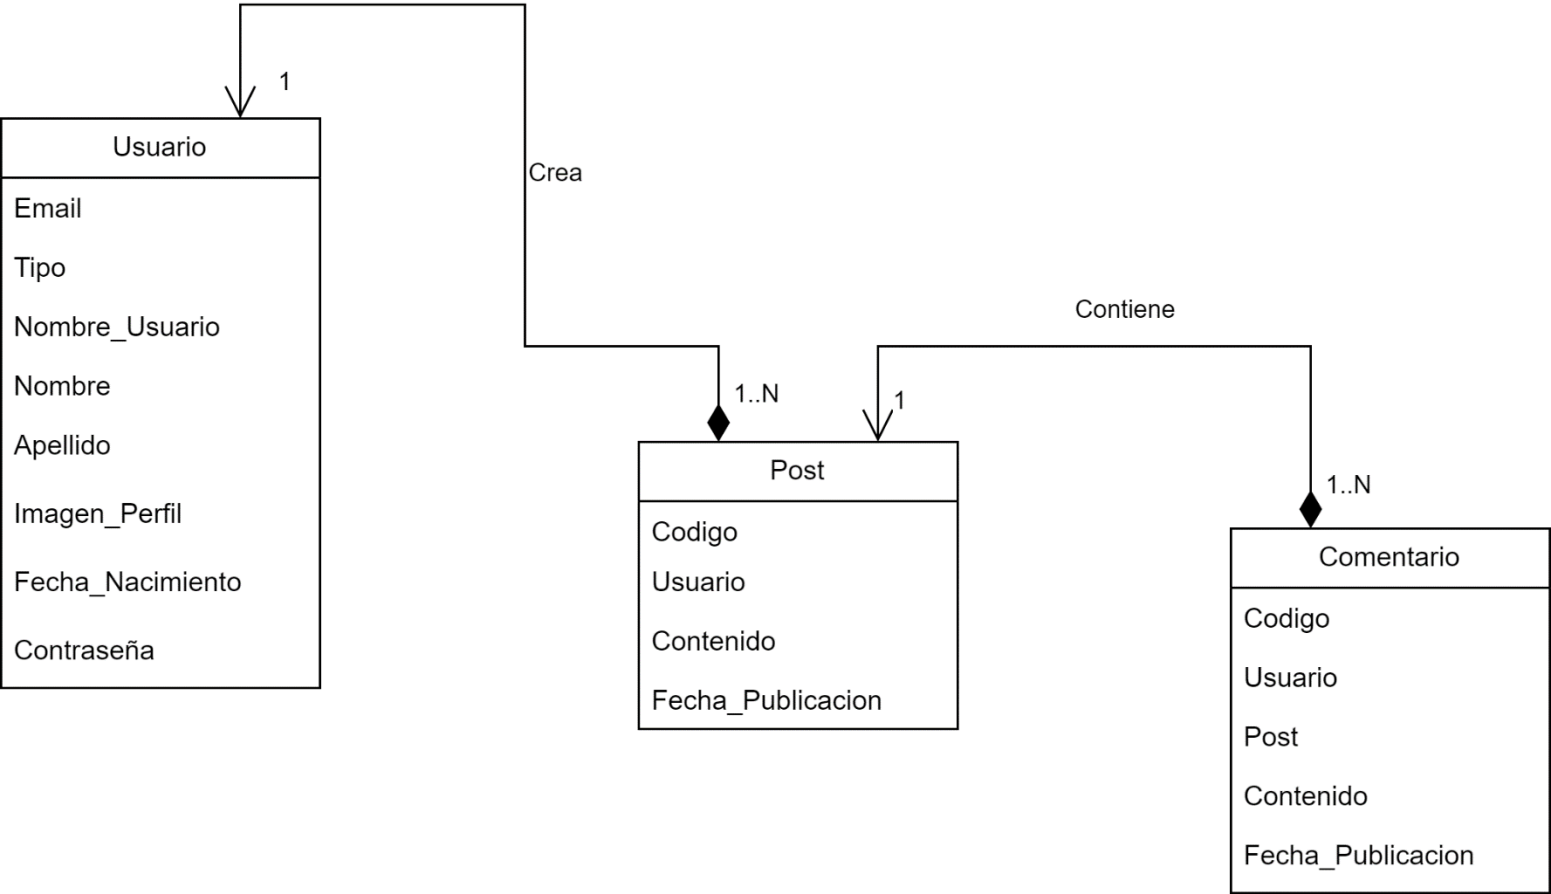 1
Usuario
Email
Tipo
Nombre_Usuario
Nombre
Apellido
Imagen_Perfil
Fecha_Nacimiento
Contraseña
Crea
1..N
Post
Codigo
Usuario
Contenido
Fecha_Publicacion
Contiene
1
1..N
Comentario
Codigo
Usuario
Post
Contenido
Fecha_Publicacion